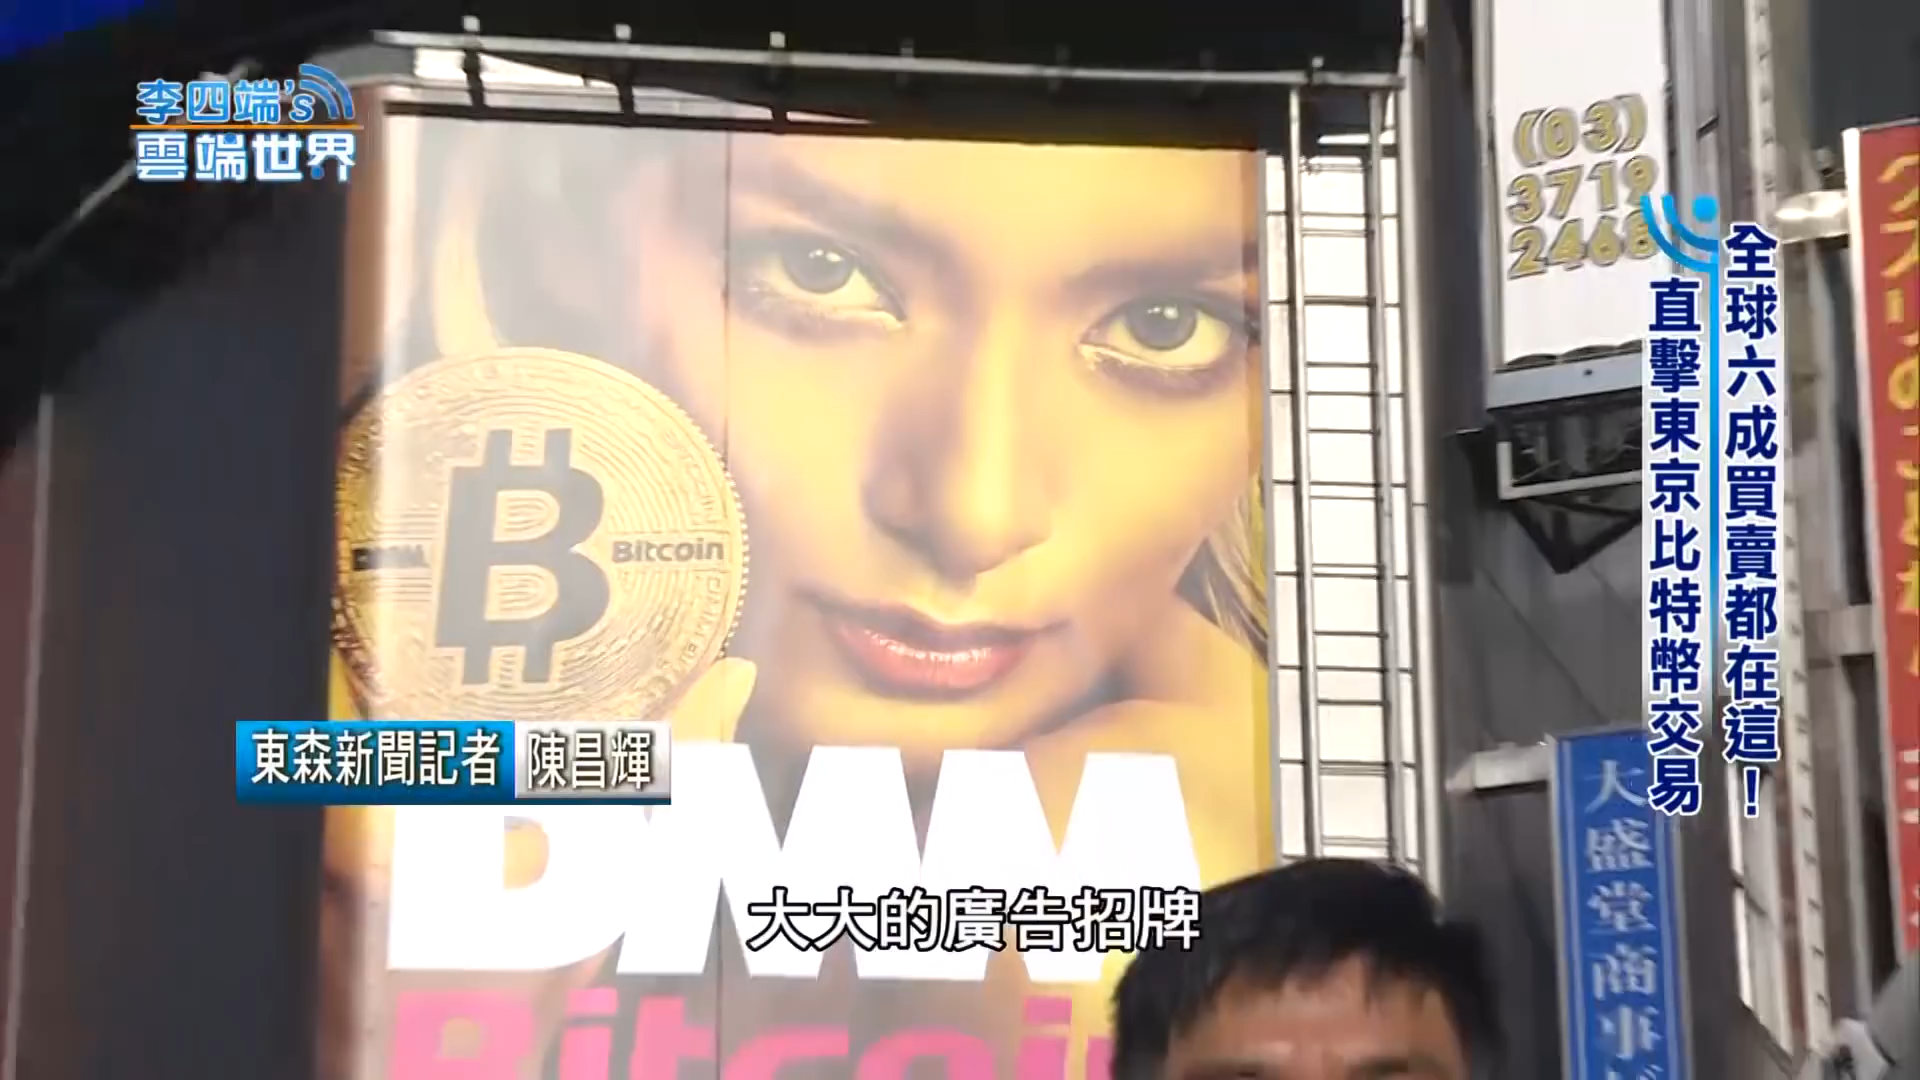 李四端's
雲端世界
(03)
3719
2468
全球六成買賣都在這！
直擊東京比特幣交易
Bitcoin
東森新聞記者 陳昌輝
DMM
Bitcoin
大大的廣告招牌
大盛堂商事